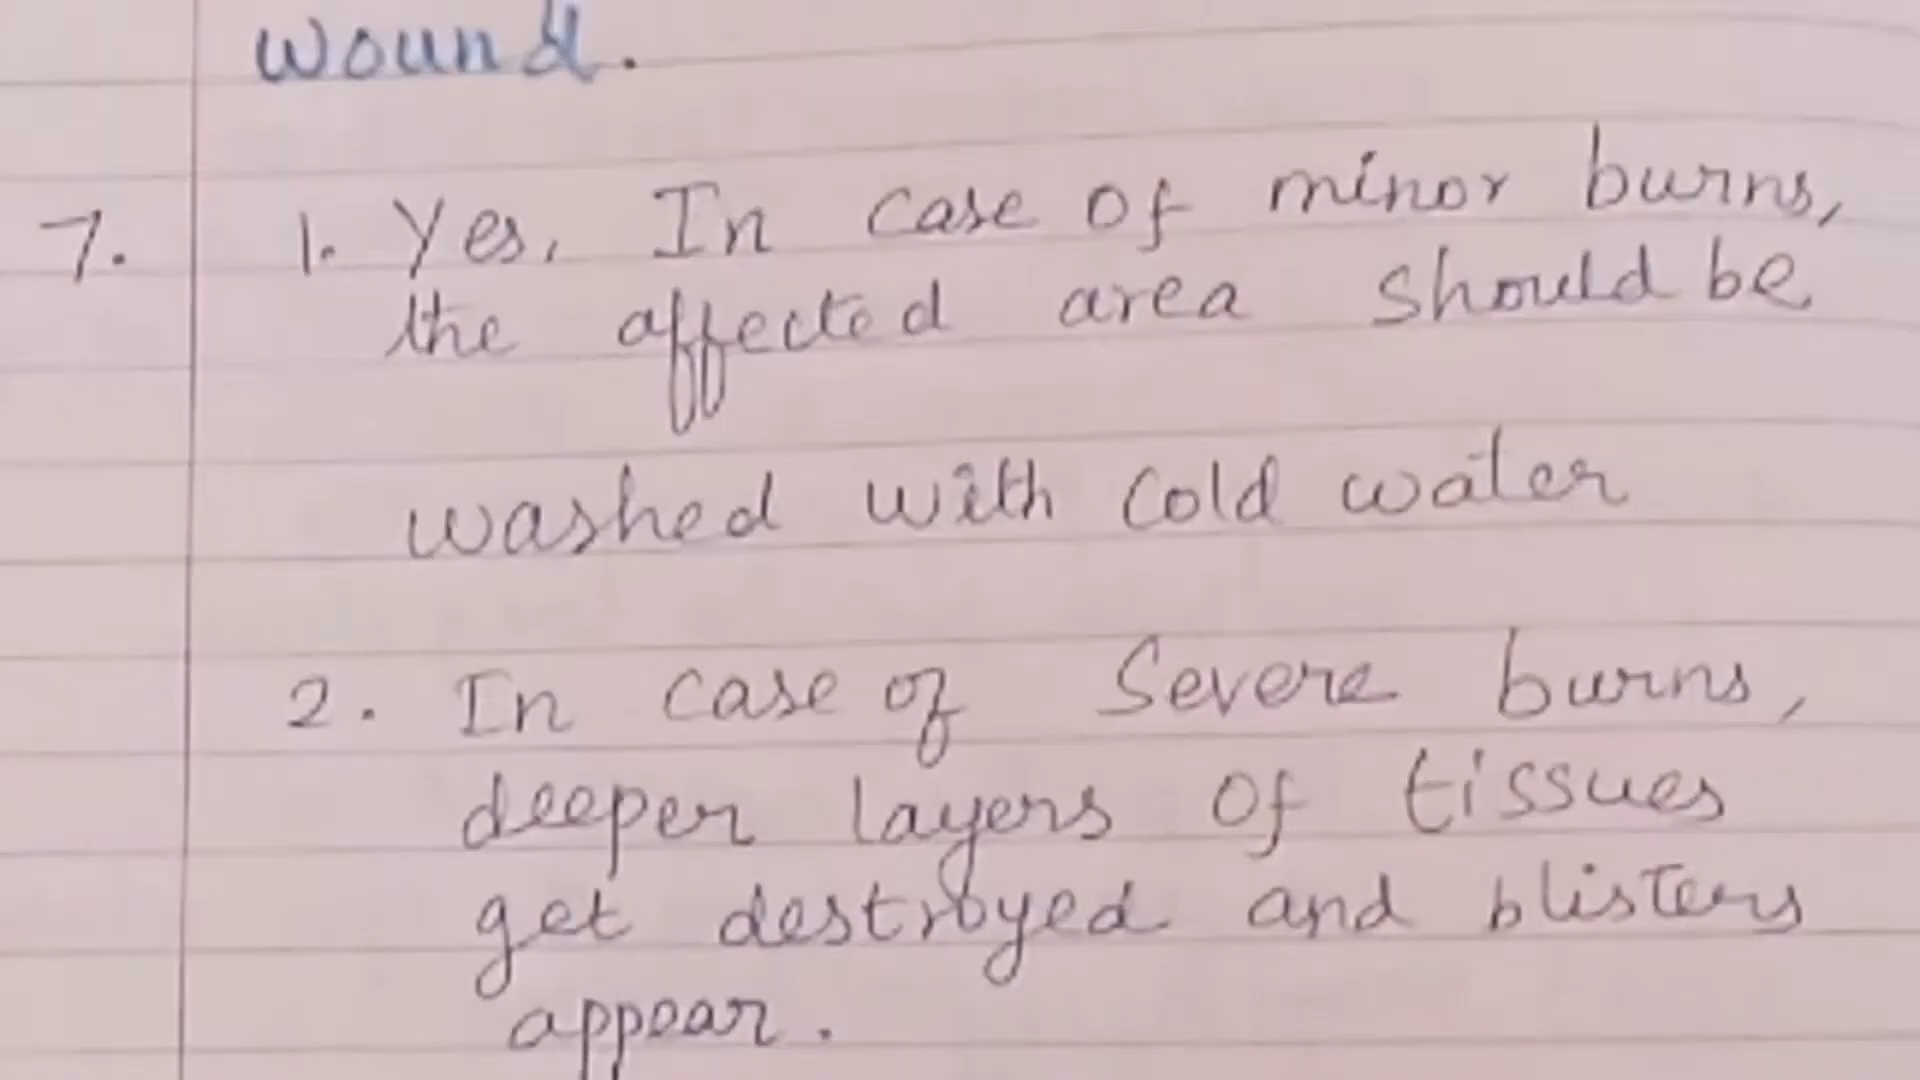 wound.
7. 1. Yes, In case of minor burns,
the affected area should be
washed with cold water
2. In case of Severe burns,
deeper layers of tissues
get destroyed and blisters
appear.